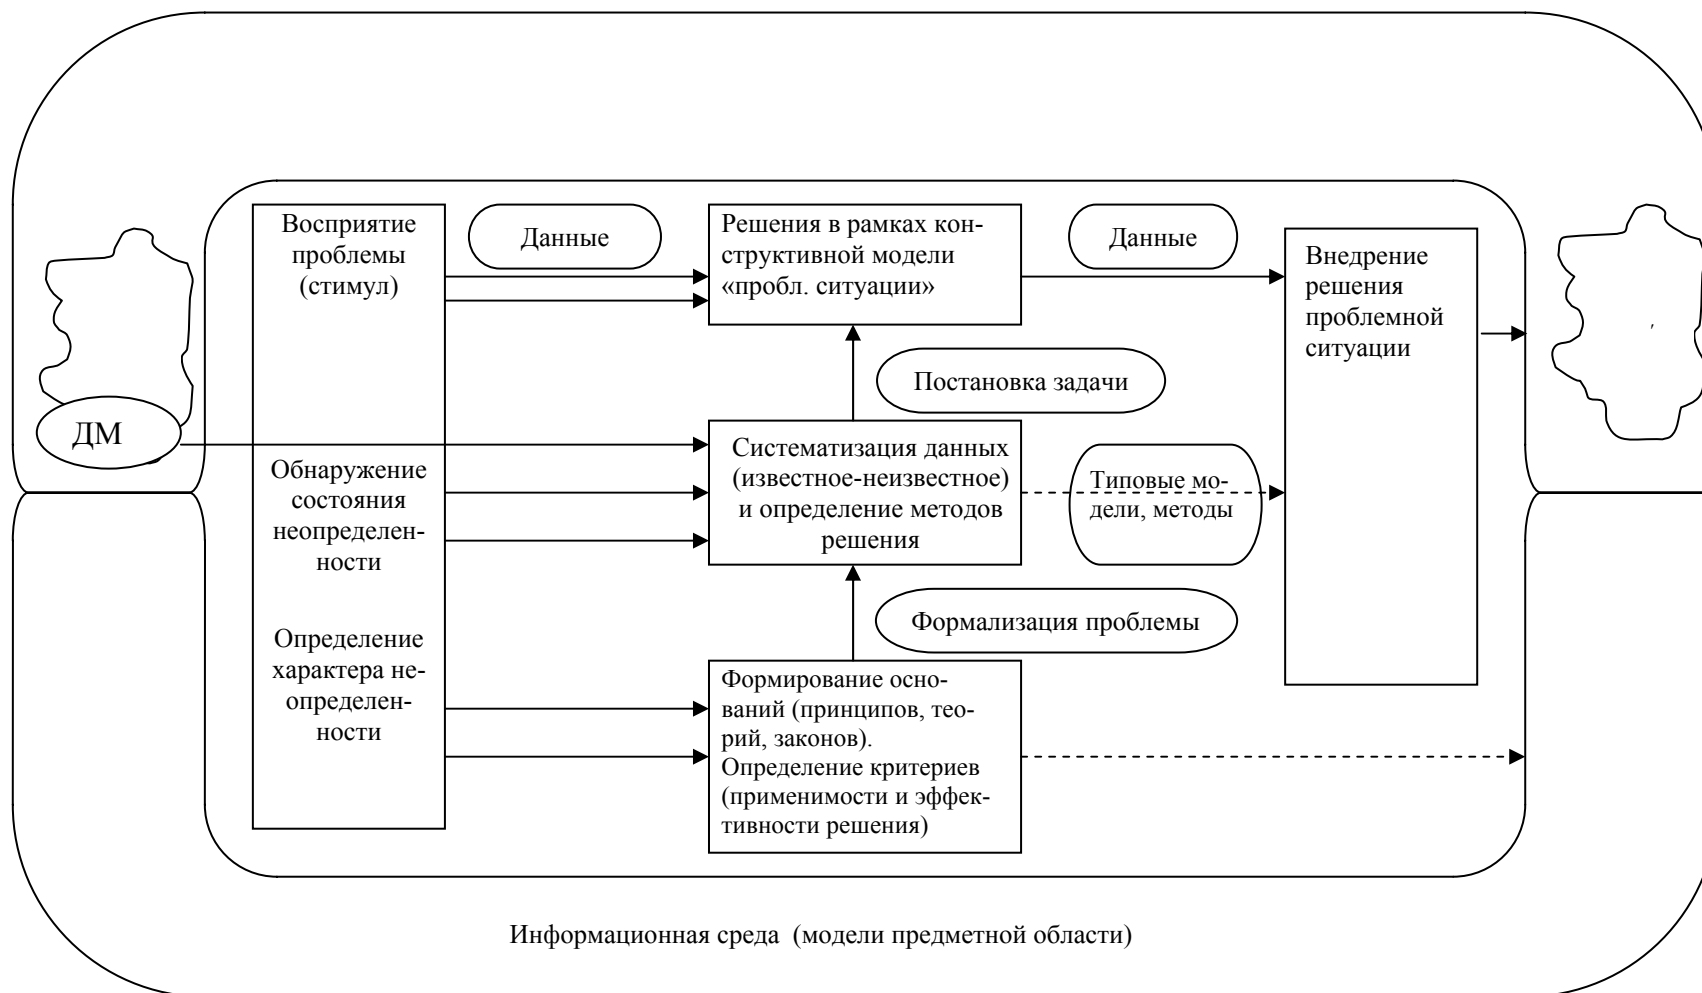 Восприятие
проблемы
(стимул)
Данные
Решения в рамках кон-
структивной модели
«пробл. ситуации»
Данные
Внедрение
решения
проблемной
ситуации
Постановка задачи
ДМ
Обнаружение
состояния
неопределен-
ности
Систематизация данных
(известное-неизвестное)
и определение методов
решения
Типовые мо-
дели, методы
Формализация проблемы
Определение
характера не-
определен-
ности
Формирование осно-
ваний (принципов, тео-
рий, законов).
Определение критериев
(применимости и эффек-
тивности решения)
Информационная среда (модели предметной области)